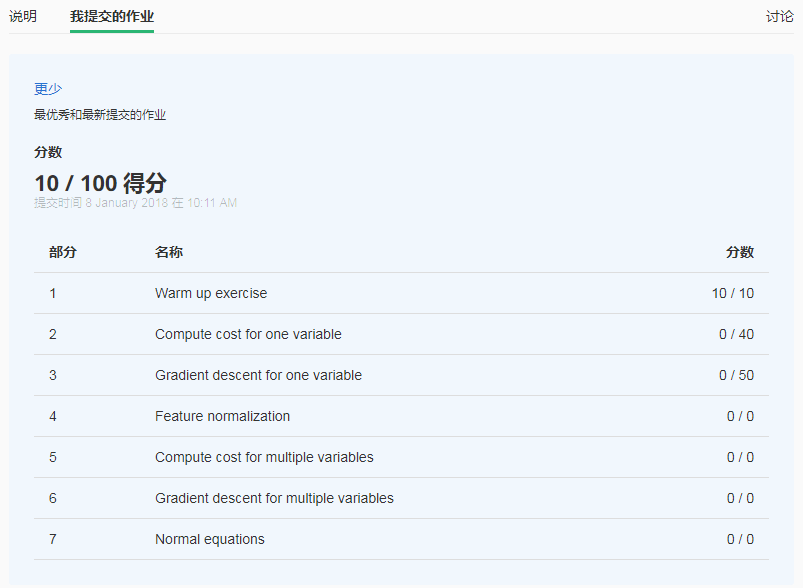 说明 我提交的作业 讨论
更少
最优秀和最新提交的作业
分数
10 / 100 得分
提交时间 8 January 2018 在 10:11 AM
部分 名称 分数
1 Warm up exercise 10 / 10
2 Compute cost for one variable 0 / 40
3 Gradient descent for one variable 0 / 50
4 Feature normalization 0 / 0
5 Compute cost for multiple variables 0 / 0
6 Gradient descent for multiple variables 0 / 0
7 Normal equations 0 / 0